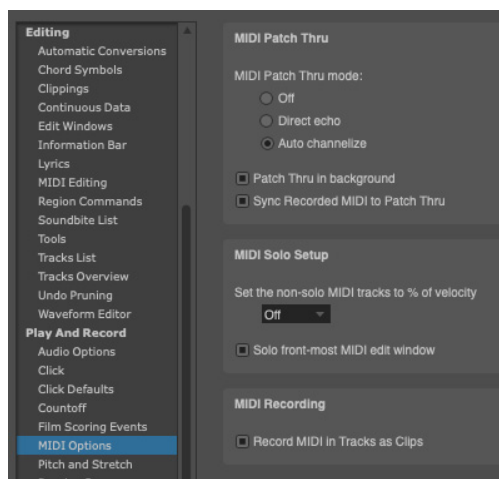 Editing
Automatic Conversions
Chord Symbols
Clippings
Continuous Data
Edit Windows
Information Bar
Lyrics
MIDI Editing
Region Commands
Soundbite List
Tools
Tracks List
Tracks Overview
Undo Pruning
Waveform Editor
Play And Record
Audio Options
Click
Click Defaults
Countoff
Film Scoring Events
MIDI Options
Pitch and Stretch
MIDI Patch Thru
MIDI Patch Thru mode:
Off
Direct echo
Auto channelize
Patch Thru in background
Sync Recorded MIDI to Patch Thru
MIDI Solo Setup
Set the non-solo MIDI tracks to % of velocity
Off
Solo front-most MIDI edit window
MIDI Recording
Record MIDI in Tracks as Clips